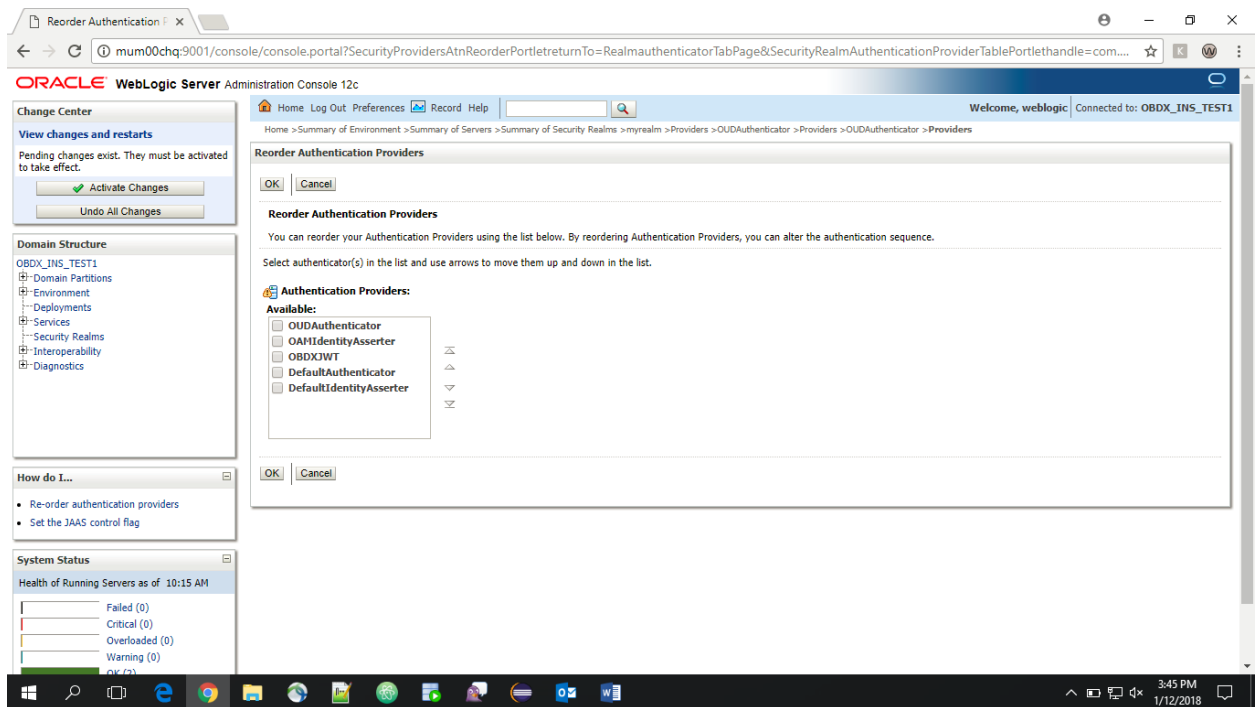 Reorder Authentication P
mum00chq:9001/console/console.portal?SecurityProvidersAtnReorderPortletreturnTo=RealmauthenticatorTabPage&SecurityRealmAuthenticationProviderTablePortlethandle=com....
ORACLE WebLogic Server Administration Console 12c
Change Center
View changes and restarts
Pending changes exist. They must be activated
to take effect.
Activate Changes
Undo All Changes
Domain Structure
OBDX_INS_TEST1
Domain Partitions
Environment
Deployments
Services
Security Realms
Interoperability
Diagnostics
How do I...
Re-order authentication providers
Set the JAAS control flag
System Status
Health of Running Servers as of 10:15 AM
Failed (0)
Critical (0)
Overloaded (0)
Warning (0)
OK (2)
Home Log Out Preferences Record Help
Welcome, weblogic Connected to: OBDX_INS_TEST1
Home >Summary of Environment >Summary of Servers >Summary of Security Realms >myrealm >Providers >OUDAuthenticator >Providers >OUDAuthenticator >Providers
Reorder Authentication Providers
OK Cancel
Reorder Authentication Providers
You can reorder your Authentication Providers using the list below. By reordering Authentication Providers, you can alter the authentication sequence.
Select authenticator(s) in the list and use arrows to move them up and down in the list.
Authentication Providers:
Available:
OUDAuthenticator
OAMIdentityAsserter
OBDXJWT
DefaultAuthenticator
DefaultIdentityAsserter
OK Cancel
3:45 PM
1/12/2018